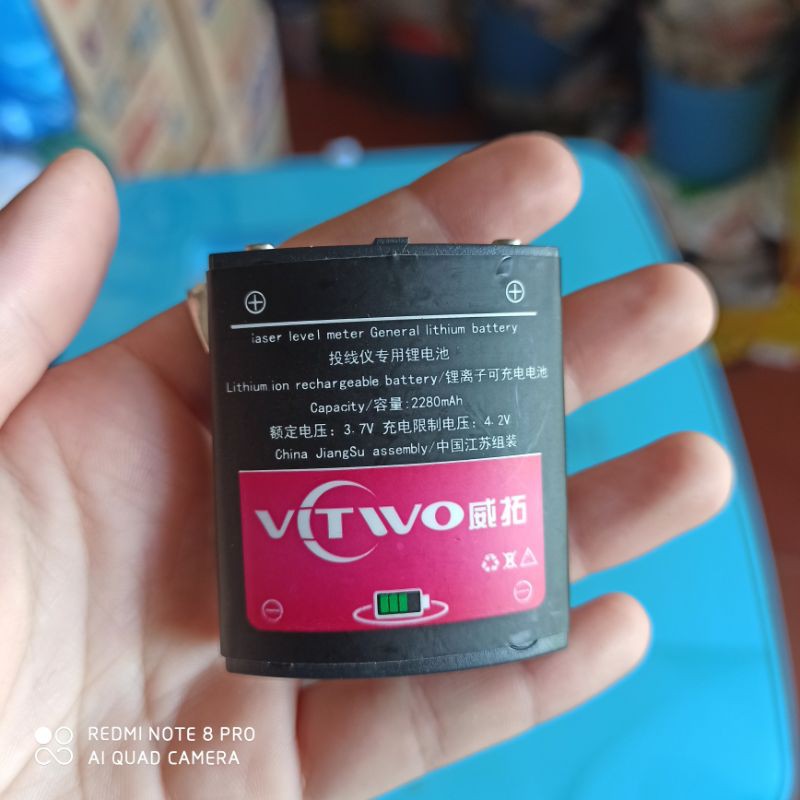 ⊕ ⊕
iaser level meter General lithium battery
投线仪专用锂电池
Lithium ion rechargeable battery/锂离子可充电电池
Capacity/容量:2280mAh
额定电压: 3.7V 充电限制电压: 4.2V
China JiangSu assembly/中国江苏组装
VITWO威拓
⊖ ⊖
REDMI NOTE 8 PRO
AI QUAD CAMERA